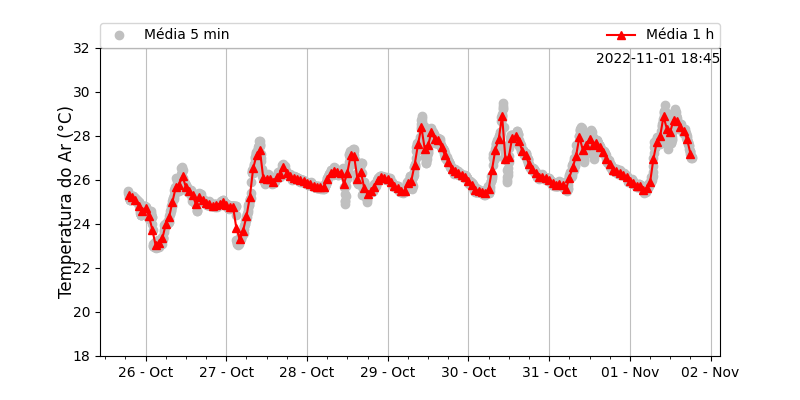 Média 5 min
Média 1 h
2022-11-01 18:45
Temperatura do Ar (°C)
32
30
28
26
24
22
20
18
26 - Oct
27 - Oct
28 - Oct
29 - Oct
30 - Oct
31 - Oct
01 - Nov
02 - Nov